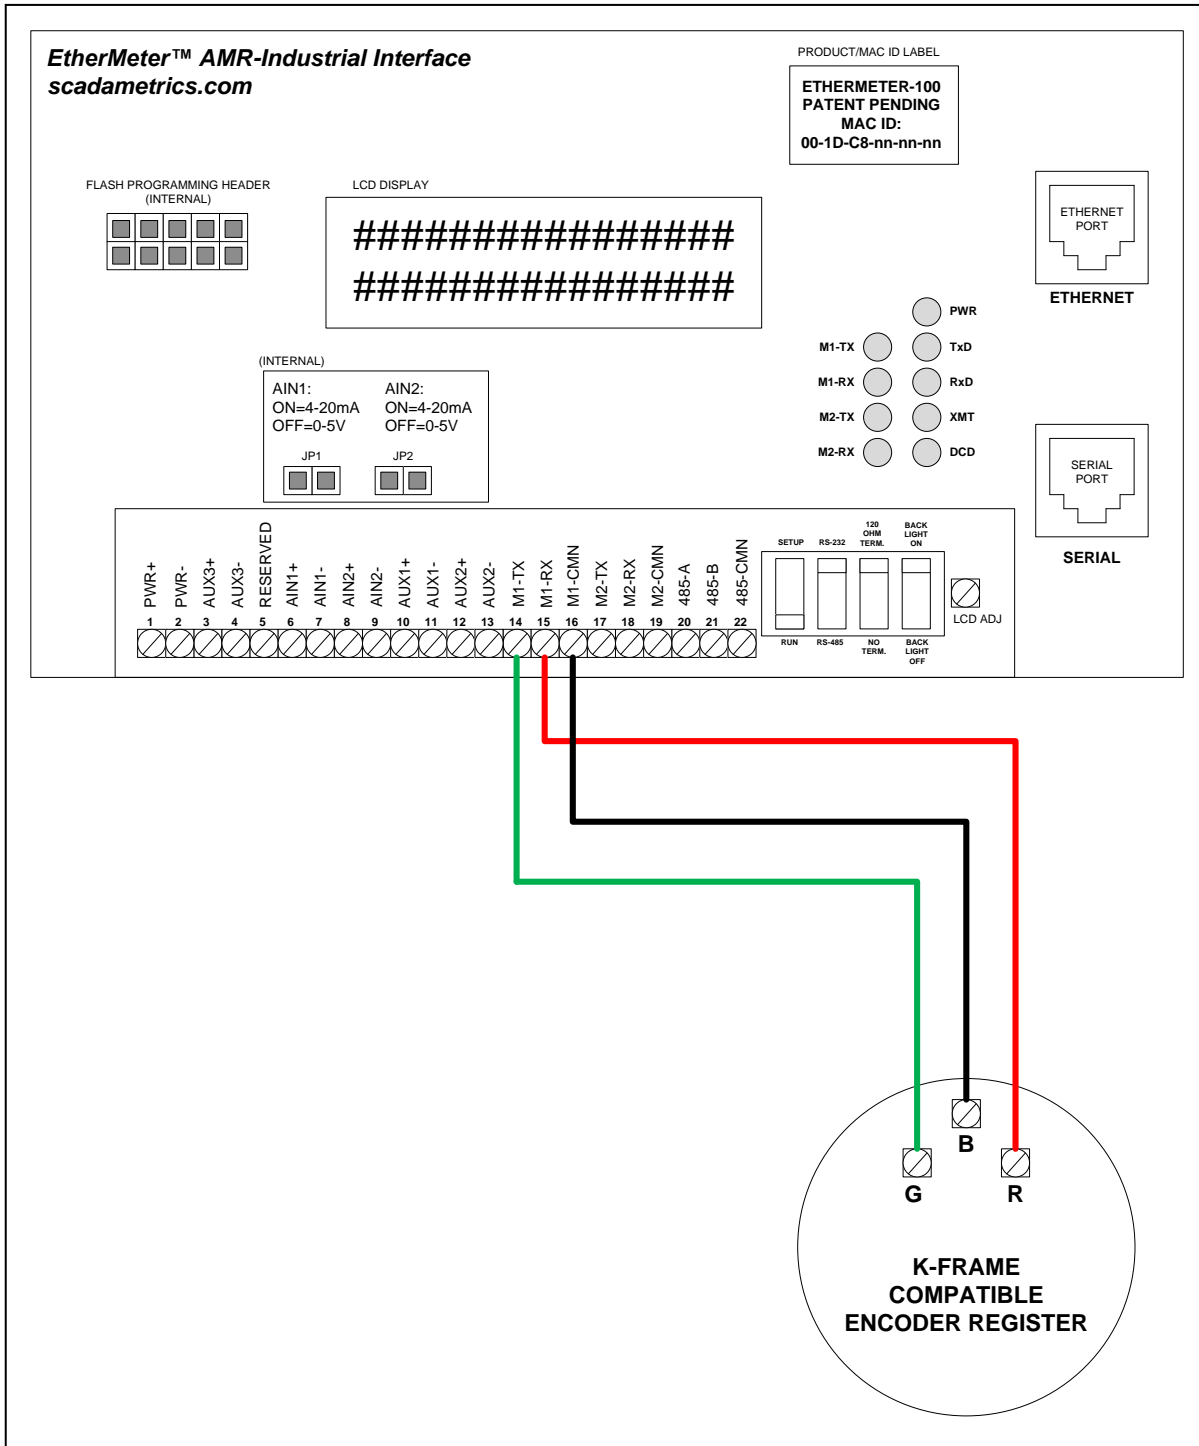 EtherMeter™ AMR-Industrial Interface
scadametrics.com
PRODUCT/MAC ID LABEL
ETHERMETER-100
PATENT PENDING
MAC ID:
00-1D-C8-nn-nn-nn
FLASH PROGRAMMING HEADER
(INTERNAL)
LCD DISPLAY
################
################
ETHERNET
PORT
ETHERNET
PWR
M1-TX
TxD
M1-RX
RxD
M2-TX
XMT
M2-RX
DCD
(INTERNAL)
AIN1:
ON=4-20mA
OFF=0-5V
AIN2:
ON=4-20mA
OFF=0-5V
JP1
JP2
SERIAL
PORT
SERIAL
PWR+
PWR-
AUX3+
AUX3-
RESERVED
AIN1+
AIN1-
AIN2+
AIN2-
AUX1+
AUX1-
AUX2+
AUX2-
M1-TX
M1-RX
M1-CMN
M2-TX
M2-RX
M2-CMN
485-A
485-B
485-CMN
1 2 3 4 5 6 7 8 9 10 11 12 13 14 15 16 17 18 19 20 21 22
SETUP
RS-232
120
OHM
TERM.
BACK
LIGHT
ON
LCD ADJ
RUN
RS-485
NO
TERM.
BACK
LIGHT
OFF
B
G
R
K-FRAME
COMPATIBLE
ENCODER REGISTER